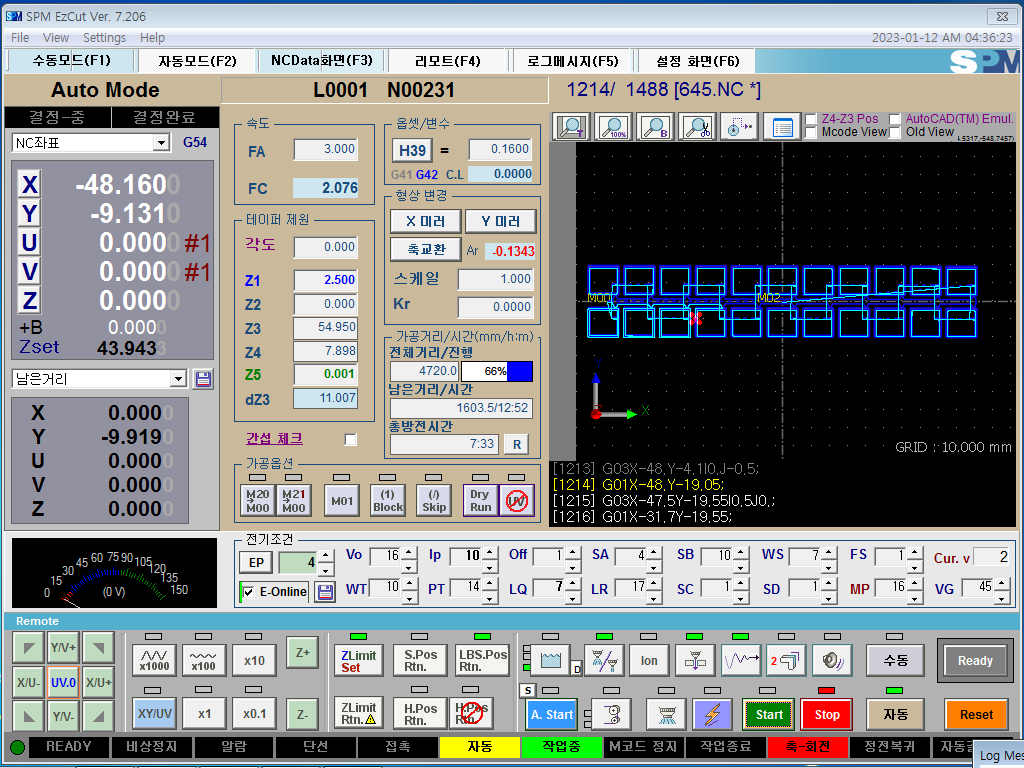 SPM EzCut Ver. 7.206
File View Settings Help
2023-01-12 AM 04:36:23
수동모드(F1) 자동모드(F2) NCData화면(F3) 리모트(F4) 로그메시지(F5) 설정 화면(F6)
SPM
Auto Mode
L0001 N00231
1214/ 1488 [645.NC *]
결정-중 결정완료
NC좌표 G54
X -48.1600
Y -9.1310
U 0.0000 #1
V 0.0000 #1
Z 0.0000
+B 0.0000
Zset 43.9433
남은거리
X 0.0000
Y -9.9190
U 0.0000
V 0.0000
Z 0.0000
속도
FA 3.000
FC 2.076
테이퍼 제원
각도 0.000
Z1 2.500
Z2 0.000
Z3 54.950
Z4 7.898
Z5 0.001
dZ3 11.007
간섭 체크
옵셋/변수
H39 = 0.1600
G41 G42 C.L 0.0000
형상 변경
X 미러 Y 미러
축교환 Ar -0.1343
스케일 1.000
Kr 0.0000
가공거리/시간(mm/h:m)
전체거리/진행
4720.0 66%
남은거리/시간
1603.5/12:52
총방전시간
7:33 R
가공옵션
M20 M00 M21 M00 M01 (1) Block (/) Skip Dry Run UV
T 100% B
Z4-Z3 Pos AutoCAD(TM) Emul.
Mcode View Old View
M00 M02
Y
X
GRID : 10.000 mm
[1213] G03X-48,Y-4,1I0,J-0,5;
[1214] G01X-48,Y-19,05;
[1215] G03X-47,5Y-19,55I0,5J0,;
[1216] G01X-31,7Y-19,55;
0 15 30 45 60 75 90 105 120 135 150
(0 V)
전기조건
EP 4 Vo 16 Ip 10 Off 1 SA 4 SB 10 WS 7 FS 1 Cur. v 2
E-Online WT 10 PT 14 LQ 7 LR 17 SC 1 SD 1 MP 16 VG 45
Remote
Y/V+
X/U- UV.0 X/U+
Y/V-
x1000 x100 x10 Z+
XY/UV x1 x0.1 Z-
ZLimit Set S.Pos Rtn. LBS.Pos Rtn.
ZLimit Rtn. H.Pos Rtn.
D Ion 2 수동 Ready
S
A. Start Start Stop 자동 Reset
READY 비상정지 알람 단선 접촉 자동 작업중 M코드 정지 작업종료 축-회전 정전복귀
Log Mes